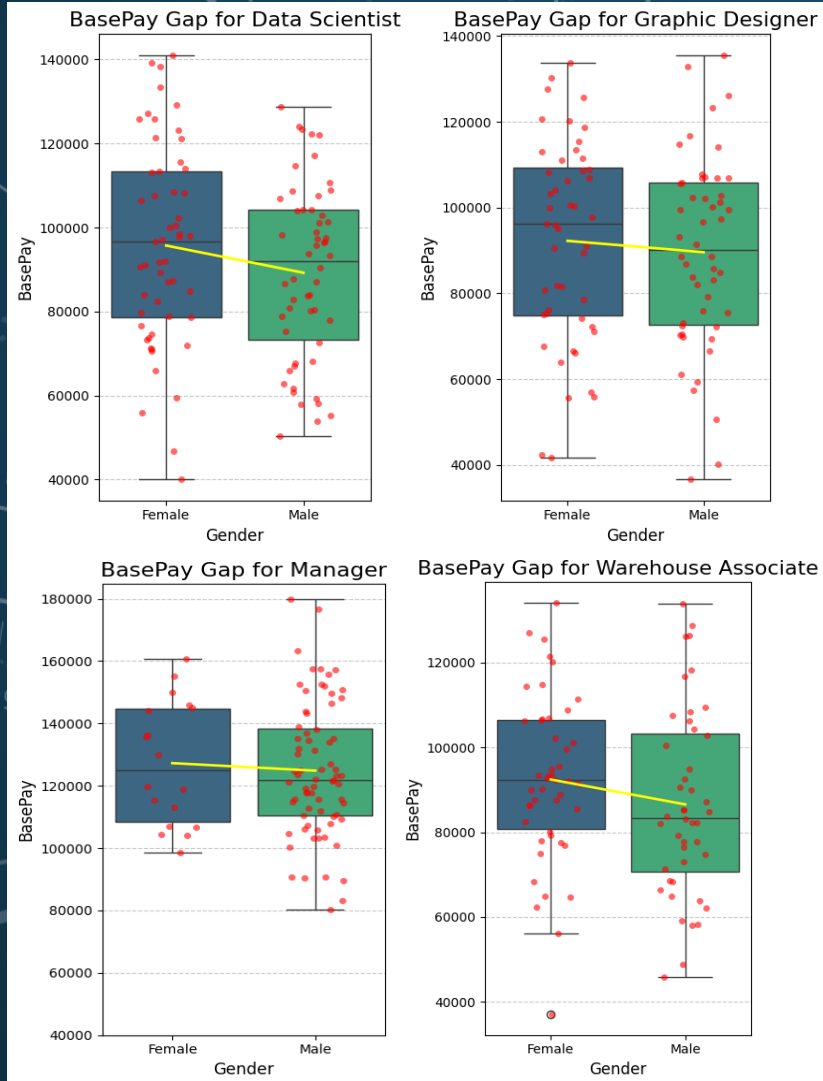 BasePay Gap for Data Scientist
140000
120000
100000
80000
60000
40000
BasePay
Female
Male
Gender
BasePay Gap for Graphic Designer
140000
120000
100000
80000
60000
40000
BasePay
Female
Male
Gender
BasePay Gap for Manager
180000
160000
140000
120000
100000
80000
60000
40000
BasePay
Female
Male
Gender
BasePay Gap for Warehouse Associate
120000
100000
80000
60000
40000
BasePay
Female
Male
Gender